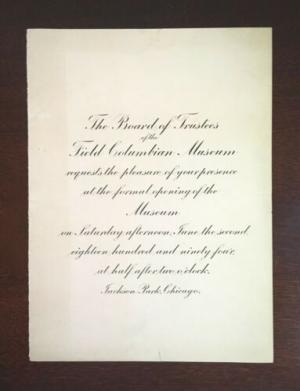 The Board of Trustees
of the
Field Columbian Museum
requests the pleasure of your presence
at the formal opening of the
Museum
on Saturday afternoon, June the second
eighteen hundred and ninety four,
at half after two o'clock.
Jackson Park, Chicago.